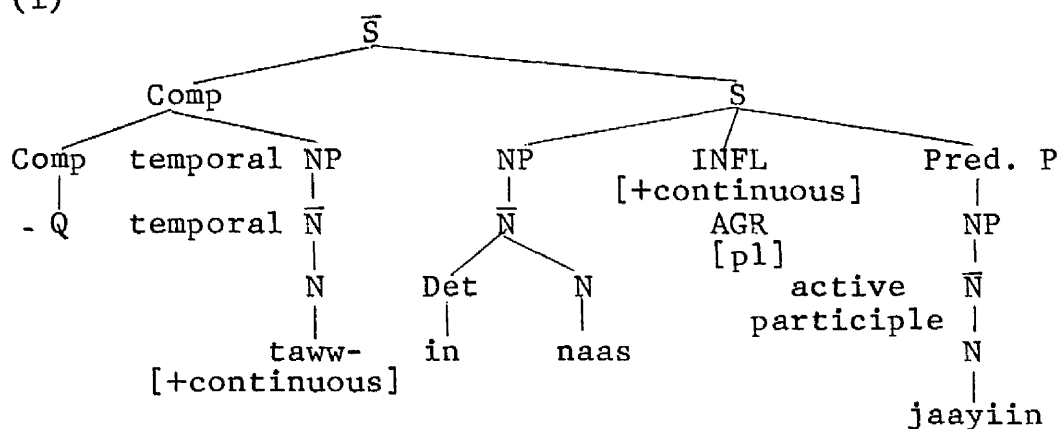 (1)
S̅
Comp S
Comp temporal NP NP INFL Pred. P
[+continuous]
- Q temporal N̅ N̅ AGR NP
[pl]
N Det N active N̅
participle
taww- in naas N
[+continuous]
jaayiin